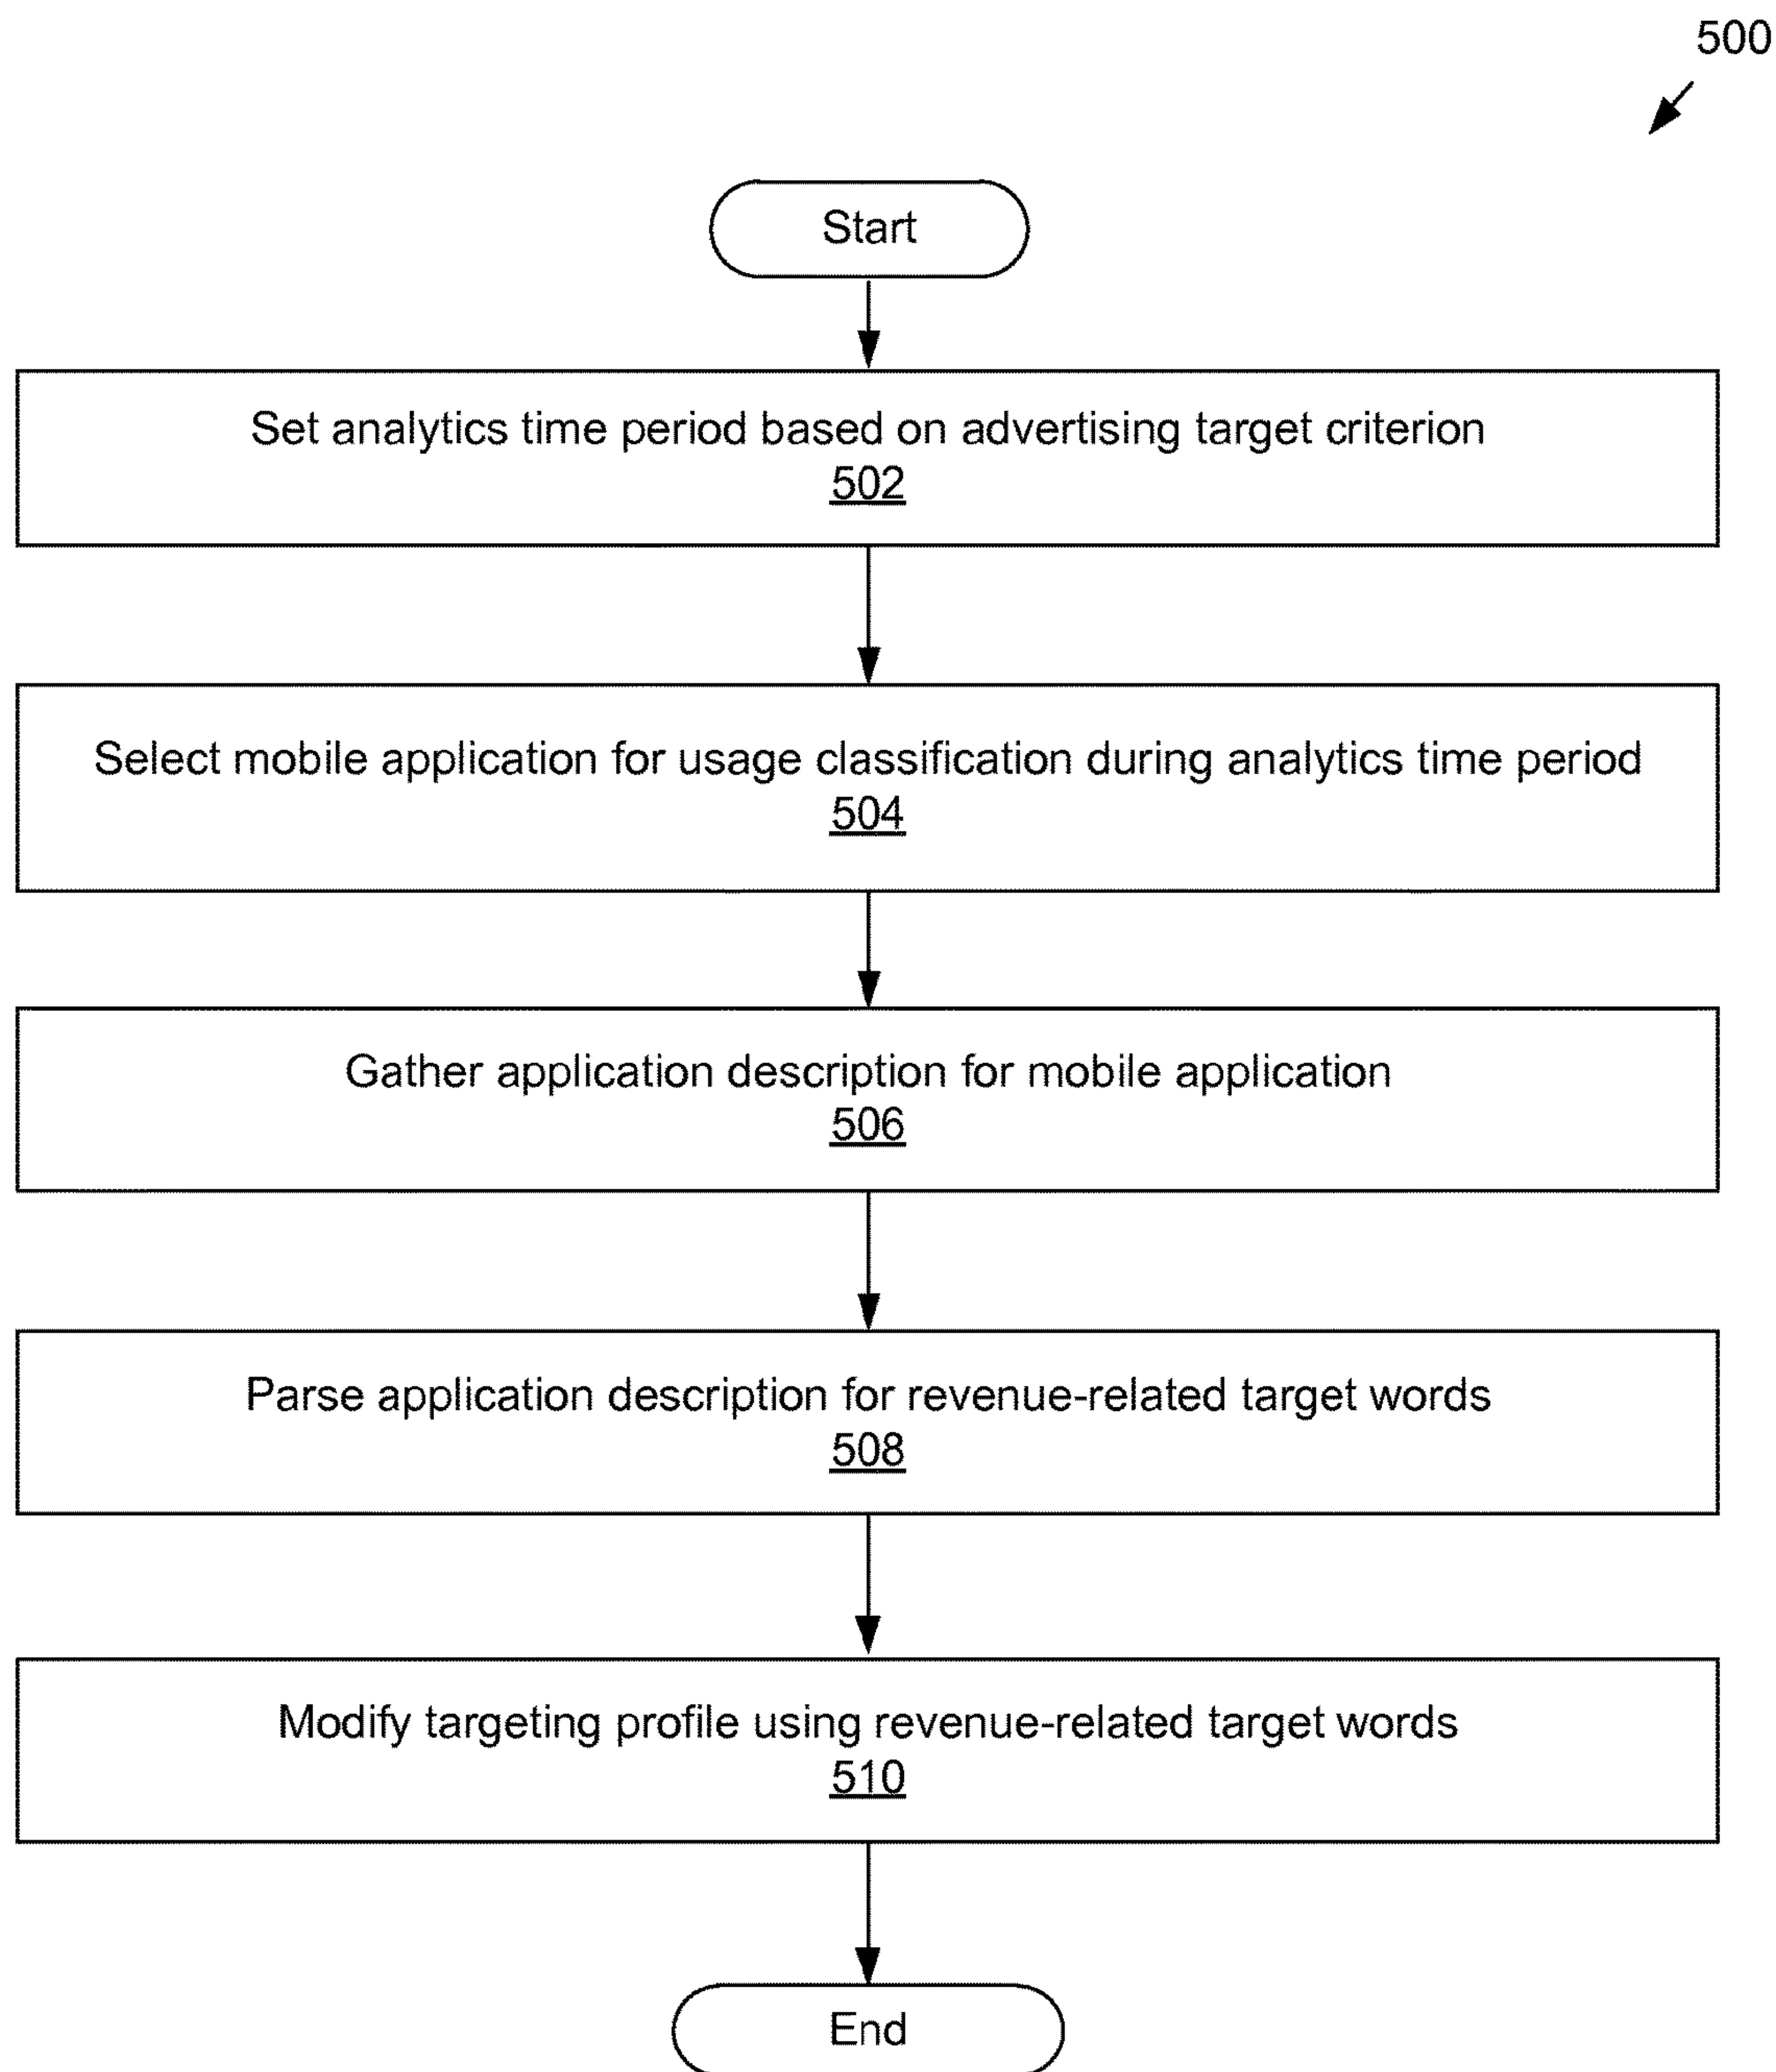 500
Start
Set analytics time period based on advertising target criterion
502
Select mobile application for usage classification during analytics time period
504
Gather application description for mobile application
506
Parse application description for revenue-related target words
508
Modify targeting profile using revenue-related target words
510
End